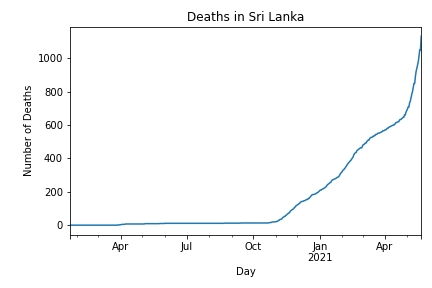 Deaths in Sri Lanka
Number of Deaths
1000
800
600
400
200
0
Apr
Jul
Oct
Jan
2021
Apr
Day